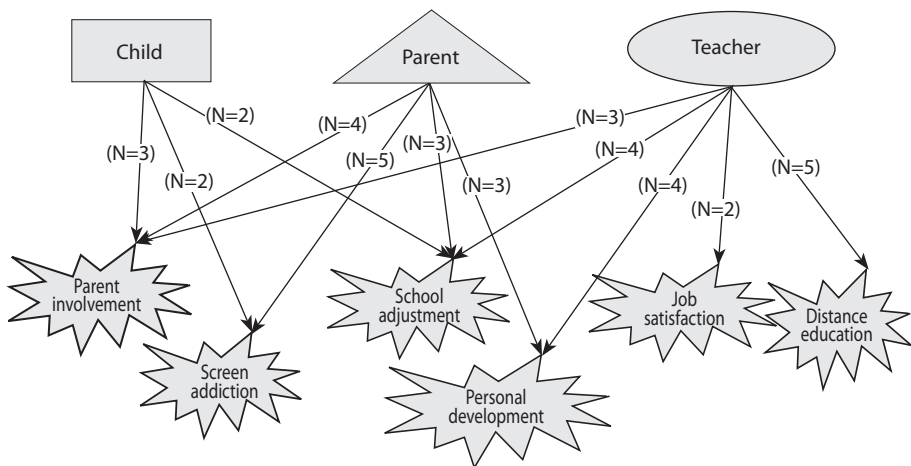 Child
Parent
Teacher
(N=2)
(N=4)
(N=3)
(N=3)
(N=3)
(N=4)
(N=5)
(N=5)
(N=2)
(N=3)
(N=4)
(N=2)
Parent
involvement
School
adjustment
Job
satisfaction
Distance
education
Screen
addiction
Personal
development